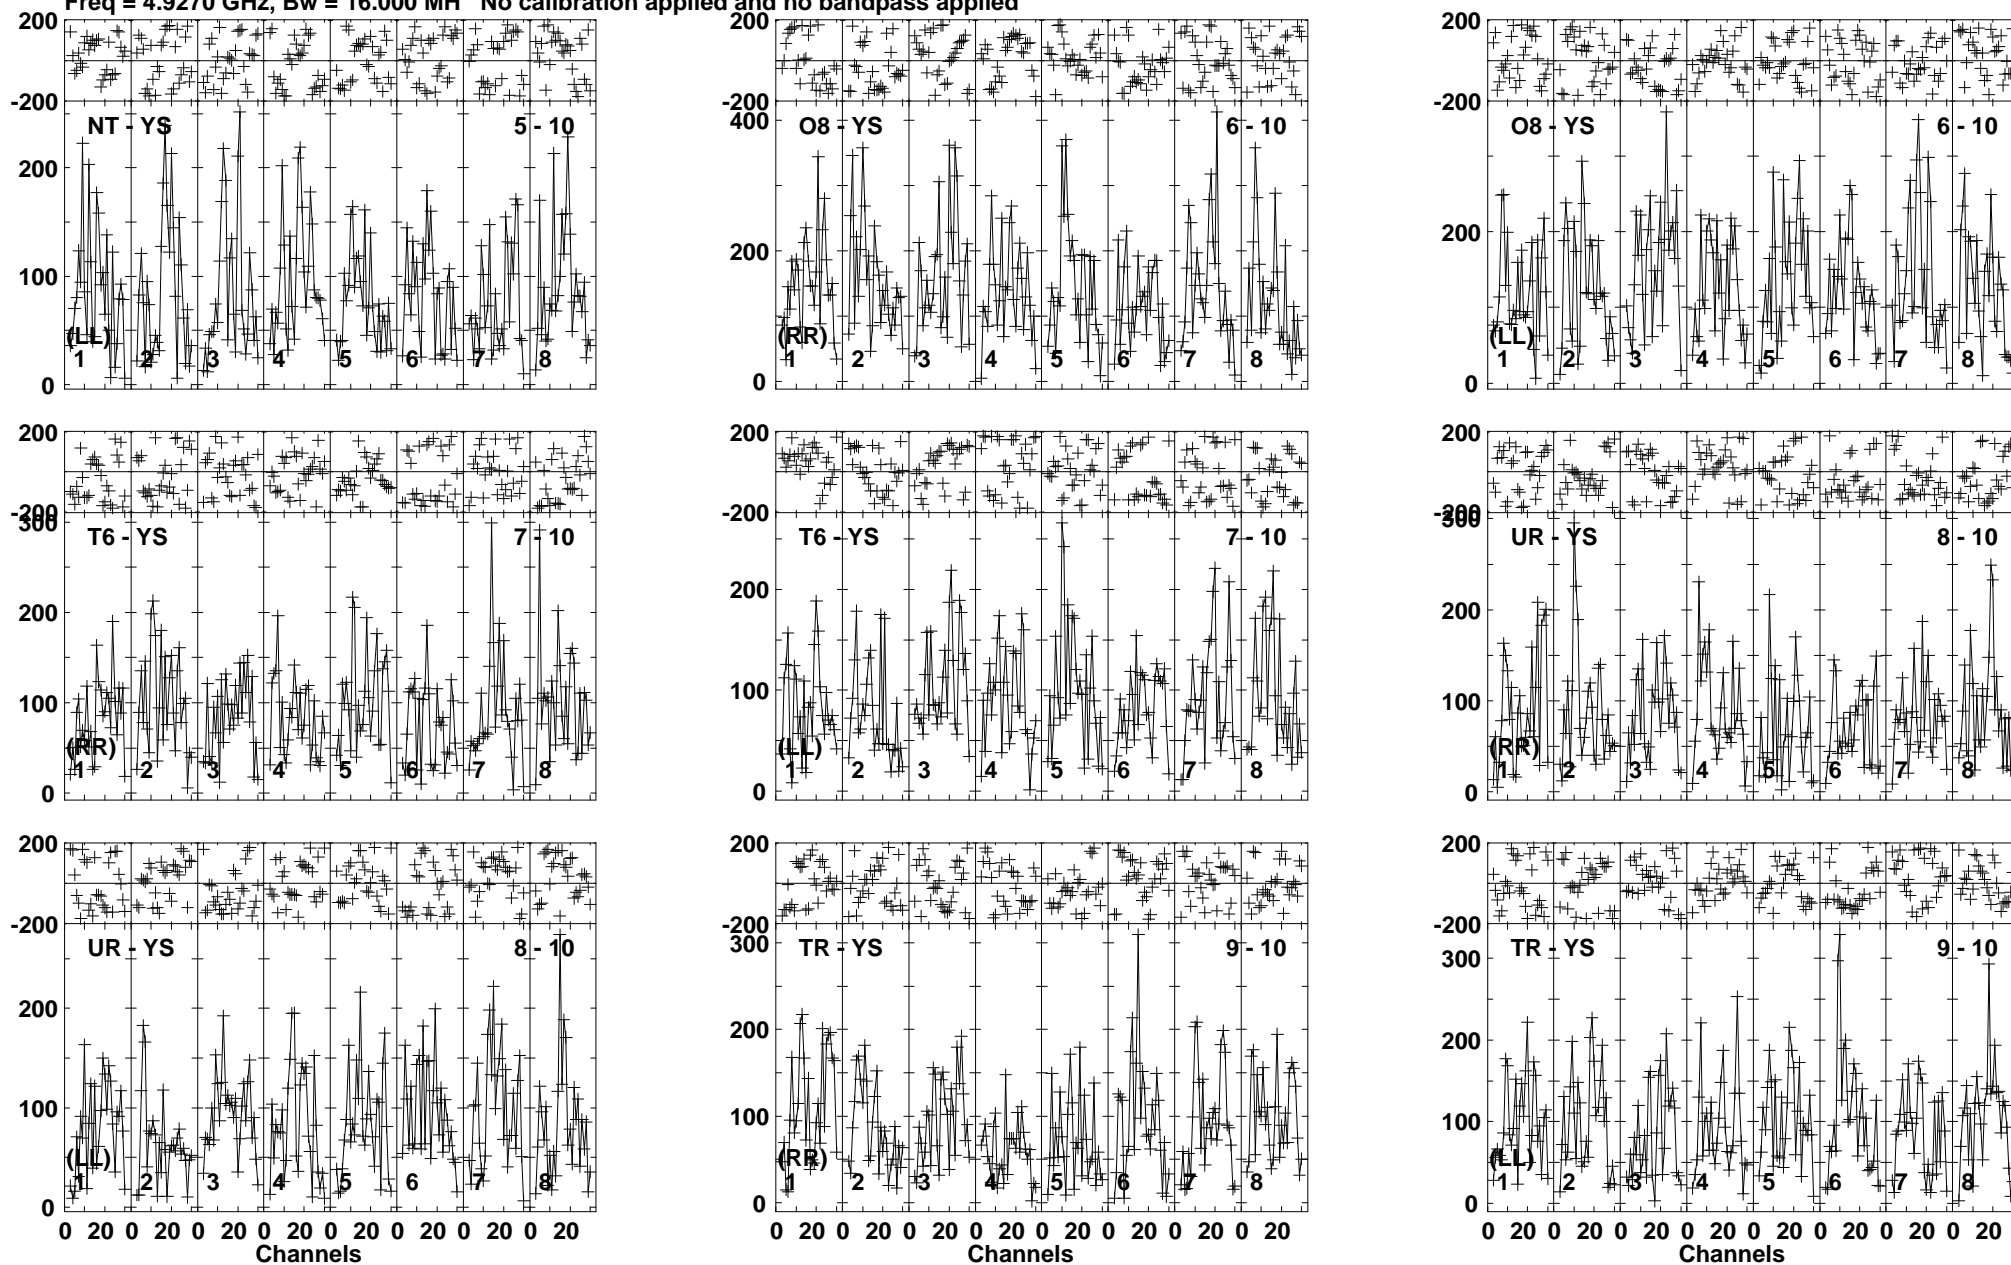 Freq = 4.9270 GHz, Bw = 16.000 MH No calibration applied and no bandpass applied
200 200 200
-200 -200 -200
NT - YS 5 - 10 O8 - YS 6 - 10 O8 - YS 6 - 10
400
200
200 200
100
(LL) (RR) (LL)
1 2 3 4 5 6 7 8 1 2 3 4 5 6 7 8 1 2 3 4 5 6 7 8
0 0 0
200 200 200
-200 -200 -200
300 300
T6 - YS 7 - 10 T6 - YS 7 - 10 UR - YS 8 - 10
200 200 200
100 100 100
(RR) (LL) (RR)
1 2 3 4 5 6 7 8 1 2 3 4 5 6 7 8 1 2 3 4 5 6 7 8
0 0 0
200 200 200
-200 -200 -200
UR - YS 8 - 10 TR - YS 9 - 10 TR - YS 9 - 10
300 300
200 200 200
100 100 100
(LL) (RR) (LL)
1 2 3 4 5 6 7 8 1 2 3 4 5 6 7 8 1 2 3 4 5 6 7 8
0 0 0
0 20 0 20 0 20 0 20 0 20 0 20 0 20 0 20 0 20 0 20 0 20 0 20 0 20 0 20 0 20 0 20 0 20 0 20 0 20 0 20 0 20 0 20 0 20 0 20
Channels Channels Channels